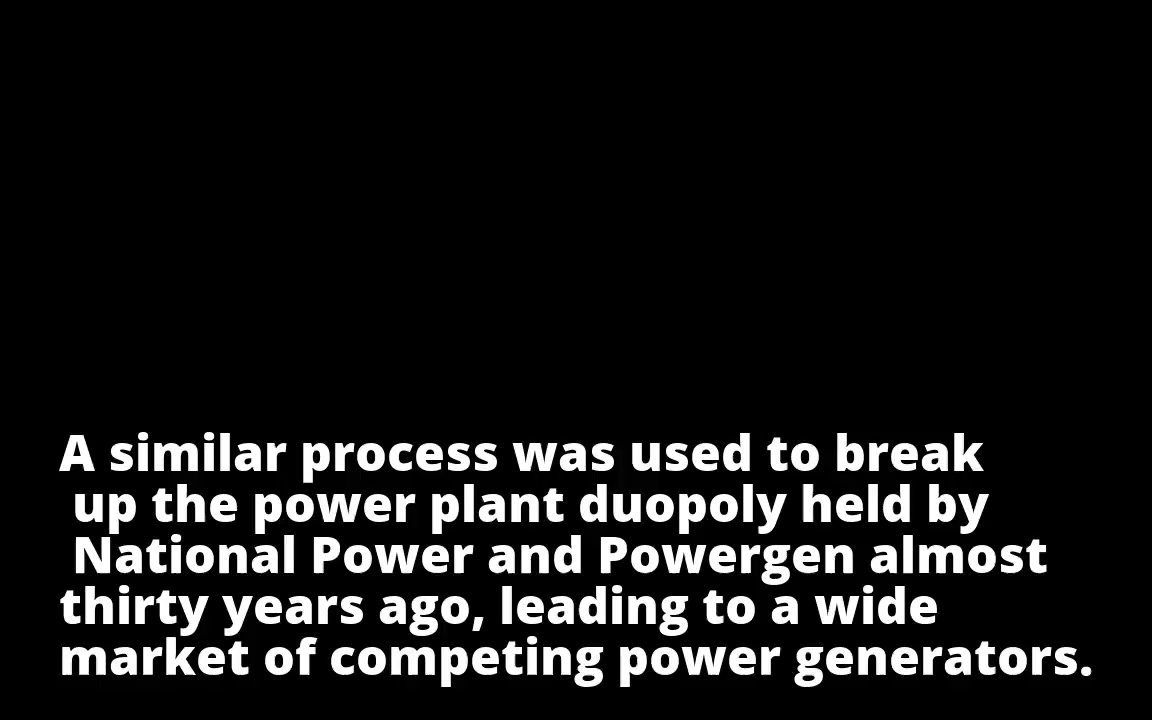 A similar process was used to break
up the power plant duopoly held by
National Power and Powergen almost
thirty years ago, leading to a wide
market of competing power generators.